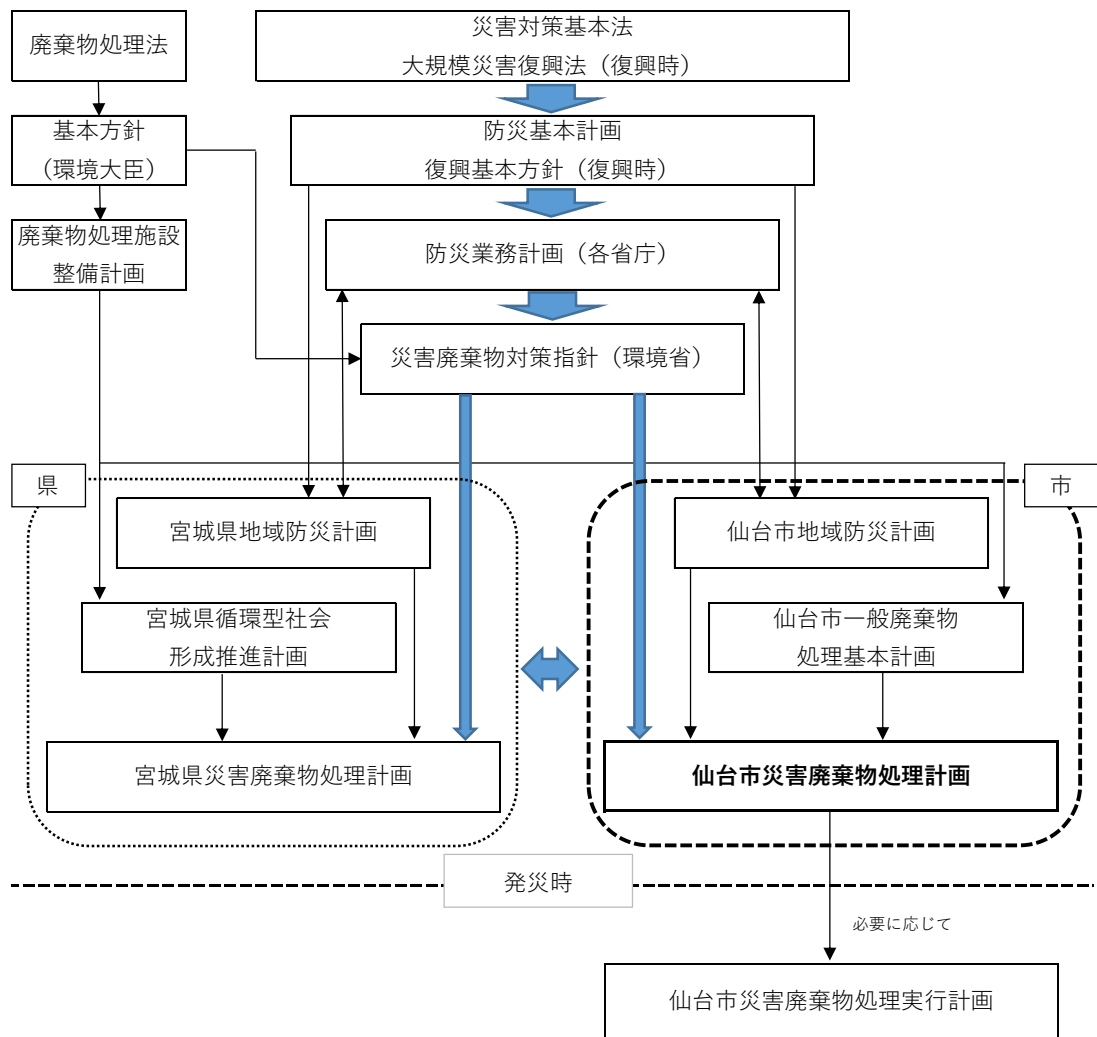 廃棄物処理法
災害対策基本法
大規模災害復興法（復興時）
基本方針
（環境大臣）
防災基本計画
復興基本方針（復興時）
廃棄物処理施設
整備計画
防災業務計画（各省庁）
災害廃棄物対策指針（環境省）
県
市
宮城県地域防災計画
仙台市地域防災計画
宮城県循環型社会
形成推進計画
仙台市一般廃棄物
処理基本計画
宮城県災害廃棄物処理計画
仙台市災害廃棄物処理計画
発災時
必要に応じて
仙台市災害廃棄物処理実行計画